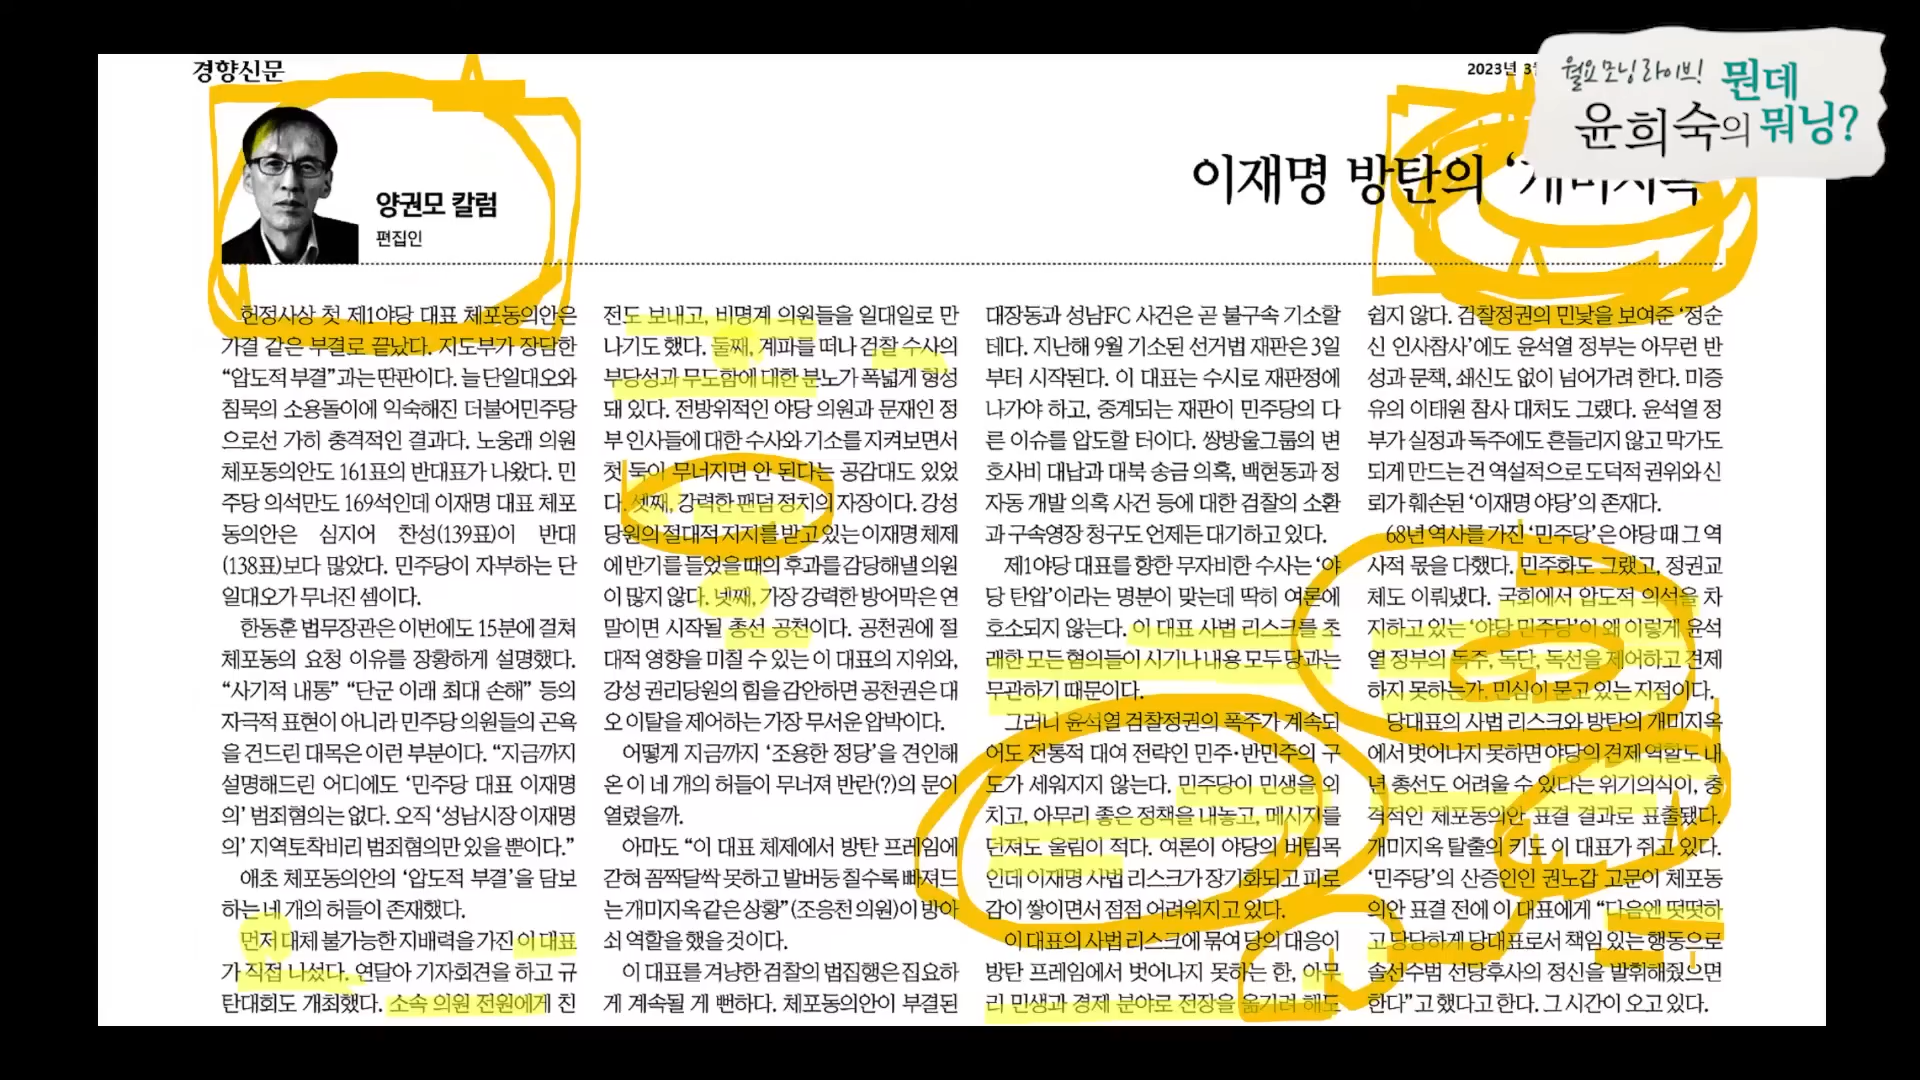 경향신문
2023년 3
월요모닝라이브! 뭔데
윤희숙의 뭐닝?
이재명 방탄의 ‘개미지옥
양권모 칼럼
편집인
헌정사상 첫 제1야당 대표 체포동의안은
가결 같은 부결로 끝났다. 지도부가 장담한
“압도적 부결”과는 딴판이다. 늘 단일대오와
침묵의 소용돌이에 익숙해진 더불어민주당
으로선 가히 충격적인 결과다. 노웅래 의원
체포동의안도 161표의 반대표가 나왔다. 민
주당 의석만도 169석인데 이재명 대표 체포
동의안은 심지어 찬성(139표)이 반대
(138표)보다 많았다. 민주당이 자부하는 단
일대오가 무너진 셈이다.
한동훈 법무장관은 이번에도 15분에 걸쳐
체포동의 요청 이유를 장황하게 설명했다.
“사기적 내통” “단군 이래 최대 손해” 등의
자극적 표현이 아니라 민주당 의원들의 곤욕
을 건드린 대목은 이런 부분이다. “지금까지
설명해드린 어디에도 ‘민주당 대표 이재명
의’ 범죄혐의는 없다. 오직 ‘성남시장 이재명
의’ 지역토착비리 범죄혐의만 있을 뿐이다.”
애초 체포동의안의 ‘압도적 부결’을 담보
하는 네 개의 허들이 존재했다.
먼저 대체 불가능한 지배력을 가진 이 대표
가 직접 나섰다. 연달아 기자회견을 하고 규
탄대회도 개최했다. 소속 의원 전원에게 친
전도 보내고, 비명계 의원들을 일대일로 만
나기도 했다. 둘째, 계파를 떠나 검찰 수사의
부당성과 무도함에 대한 분노가 폭넓게 형성
돼 있다. 전방위적인 야당 의원과 문재인 정
부 인사들에 대한 수사와 기소를 지켜보면서
첫 둑이 무너지면 안 된다는 공감대도 있었
다. 셋째, 강력한 팬덤 정치의 자장이다. 강성
당원의 절대적 지지를 받고 있는 이재명 체제
에 반기를 들었을 때의 후과를 감당해낼 의원
이 많지 않다. 넷째, 가장 강력한 방어막은 연
말이면 시작될 총선 공천이다. 공천권에 절
대적 영향을 미칠 수 있는 이 대표의 지위와,
강성 권리당원의 힘을 감안하면 공천권은 대
오 이탈을 제어하는 가장 무서운 압박이다.
어떻게 지금까지 ‘조용한 정당’을 견인해
온 이 네 개의 허들이 무너져 반란(?)의 문이
열렸을까.
아마도 “이 대표 체제에서 방탄 프레임에
갇혀 꼼짝달싹 못하고 발버둥 칠수록 빠져드
는 개미지옥 같은 상황”(조응천 의원)이 방아
쇠 역할을 했을 것이다.
이 대표를 겨냥한 검찰의 법집행은 집요하
게 계속될 게 뻔하다. 체포동의안이 부결된
대장동과 성남FC 사건은 곧 불구속 기소할
테다. 지난해 9월 기소된 선거법 재판은 3일
부터 시작된다. 이 대표는 수시로 재판정에
나가야 하고, 중계되는 재판이 민주당의 다
른 이슈를 압도할 터이다. 쌍방울그룹의 변
호사비 대납과 대북 송금 의혹, 백현동과 정
자동 개발 의혹 사건 등에 대한 검찰의 소환
과 구속영장 청구도 언제든 대기하고 있다.
제1야당 대표를 향한 무자비한 수사는 ‘야
당 탄압’이라는 명분이 맞는데 딱히 여론에
호소되지 않는다. 이 대표 사법 리스크를 초
래한 모든 혐의들이 시기나 내용 모두 당과는
무관하기 때문이다.
그러니 윤석열 검찰정권의 폭주가 계속되
어도 전통적 대여 전략인 민주·반민주의 구
도가 세워지지 않는다. 민주당이 민생을 외
치고, 아무리 좋은 정책을 내놓고, 메시지를
던져도 울림이 적다. 여론이 야당의 버팀목
인데 이재명 사법 리스크가 장기화되고 피로
감이 쌓이면서 점점 어려워지고 있다.
이 대표의 사법 리스크에 묶여 당의 대응이
방탄 프레임에서 벗어나지 못하는 한, 아무
리 민생과 경제 분야로 전장을 옮기려 해도
쉽지 않다. 검찰정권의 민낯을 보여준 ‘정순
신 인사참사’에도 윤석열 정부는 아무런 반
성과 문책, 쇄신도 없이 넘어가려 한다. 미증
유의 이태원 참사 대처도 그랬다. 윤석열 정
부가 실정과 독주에도 흔들리지 않고 막가도
되게 만드는 건 역설적으로 도덕적 권위와 신
뢰가 훼손된 ‘이재명 야당’의 존재다.
68년 역사를 가진 ‘민주당’은 야당 때 그 역
사적 몫을 다했다. 민주화도 그랬고, 정권교
체도 이뤄냈다. 국회에서 압도적 의석을 차
지하고 있는 ‘야당 민주당’이 왜 이렇게 윤석
열 정부의 독주, 독단, 독선을 제어하고 견제
하지 못하는가, 민심이 묻고 있는 지점이다.
당대표의 사법 리스크와 방탄의 개미지옥
에서 벗어나지 못하면 야당의 견제 역할도 내
년 총선도 어려울 수 있다는 위기의식이, 충
격적인 체포동의안 표결 결과로 표출됐다.
개미지옥 탈출의 키도 이 대표가 쥐고 있다.
‘민주당’의 산증인인 권노갑 고문이 체포동
의안 표결 전에 이 대표에게 “다음엔 떳떳하
고 당당하게 당대표로서 책임 있는 행동으로
솔선수범 선당후사의 정신을 발휘해줬으면
한다”고 했다고 한다. 그 시간이 오고 있다.